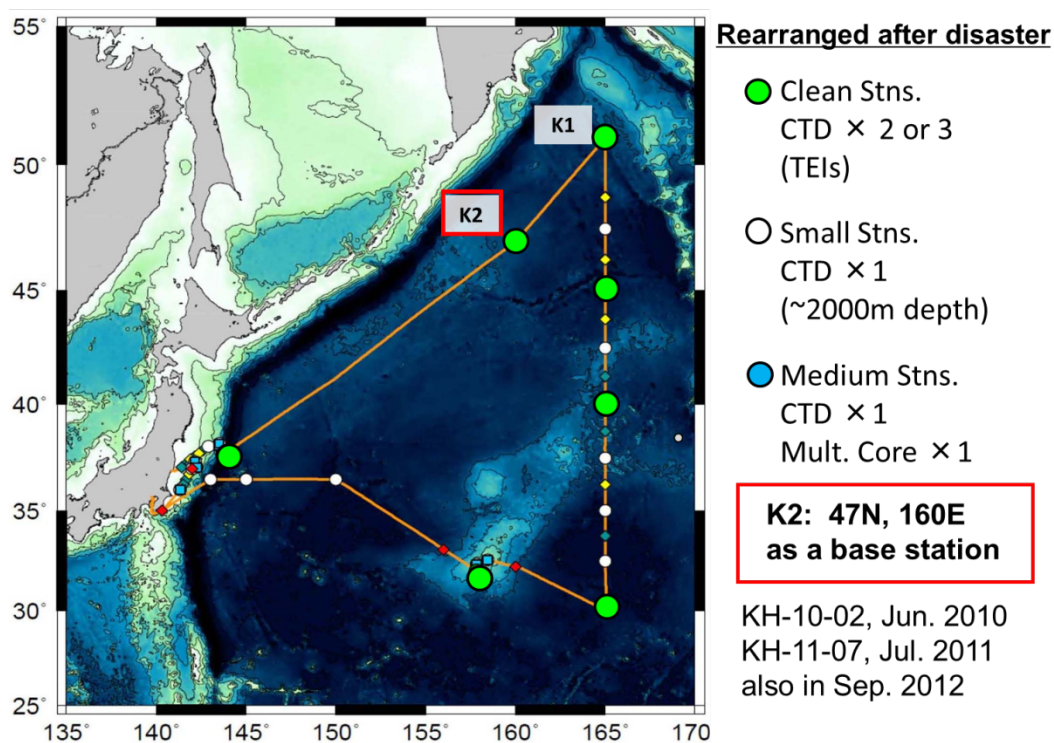 Rearranged after disaster
Clean Stns.
CTD × 2 or 3
(TEIs)
Small Stns.
CTD ×1
(~2000m depth)
Medium Stns.
CTD ×1
Mult. Core ×1
K2: 47N, 160E
as a base station
KH-10-02, Jun. 2010
KH-11-07, Jul. 2011
also in Sep. 2012
K1
K2
55°
50°
45°
40°
35°
30°
25°
135° 140° 145° 150° 155° 160° 165° 170°